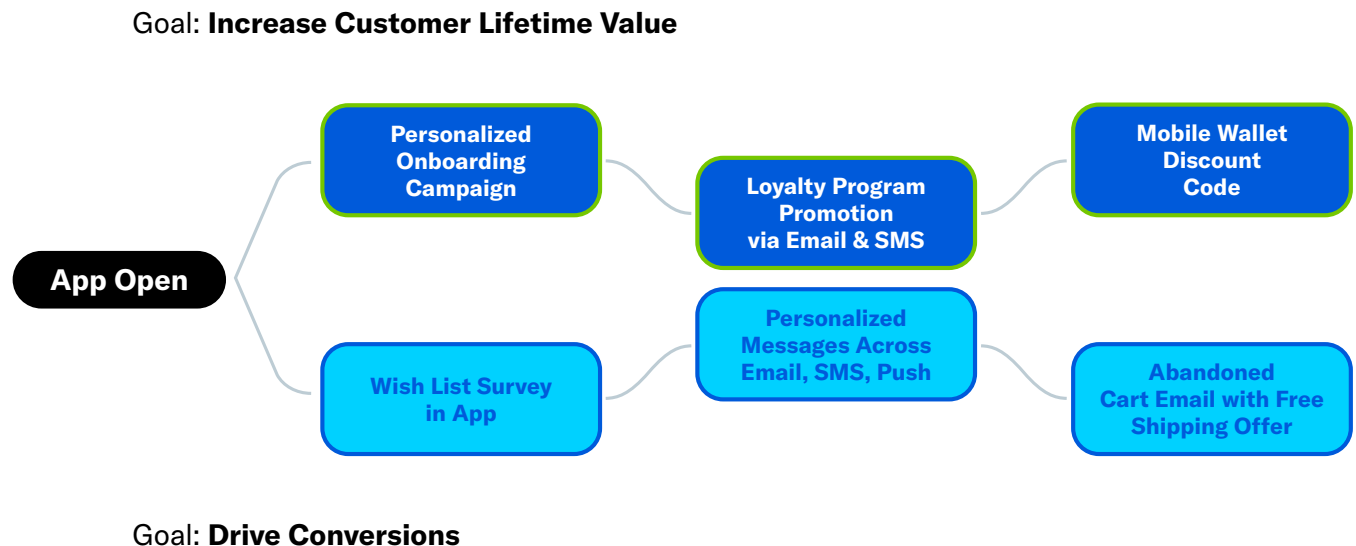 Goal: Increase Customer Lifetime Value
Personalized
Onboarding
Campaign
Loyalty Program
Promotion
via Email & SMS
Mobile Wallet
Discount
Code
App Open
Wish List Survey
in App
Personalized
Messages Across
Email, SMS, Push
Abandoned
Cart Email with Free
Shipping Offer
Goal: Drive Conversions